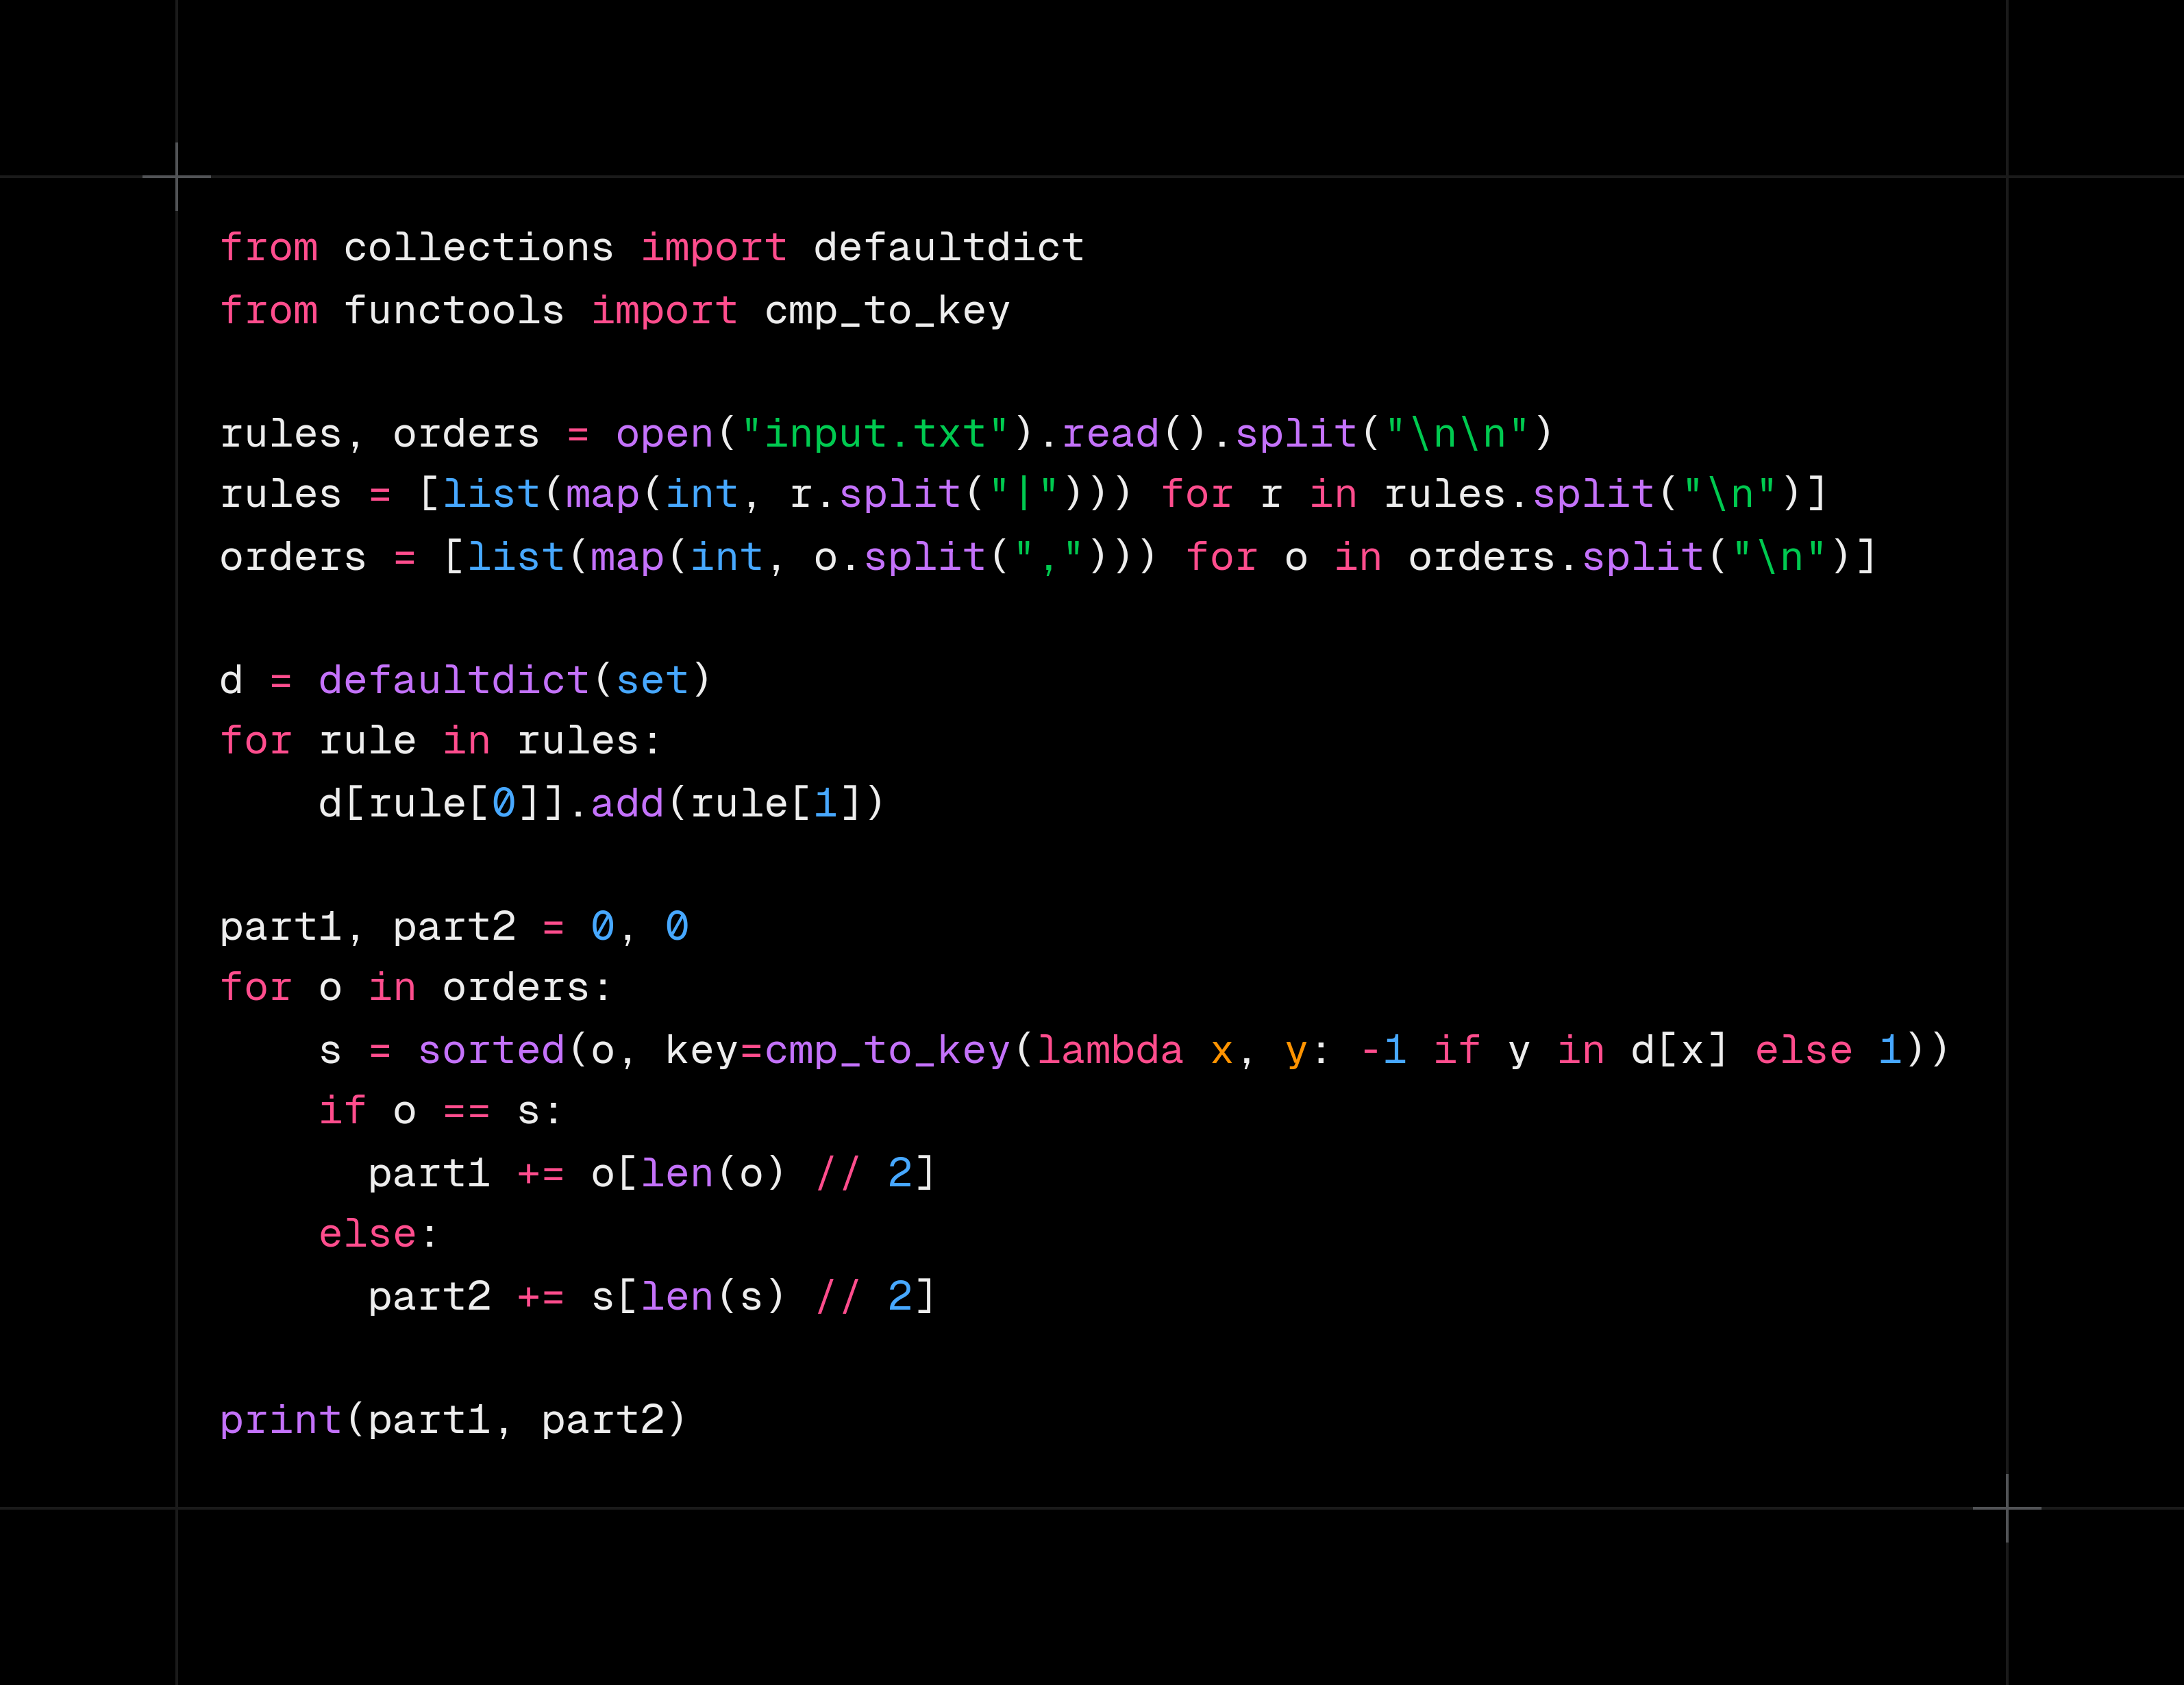 from collections import defaultdict
from functools import cmp_to_key

rules, orders = open("input.txt").read().split("\n\n")
rules = [list(map(int, r.split("|"))) for r in rules.split("\n")]
orders = [list(map(int, o.split(","))) for o in orders.split("\n")]

d = defaultdict(set)
for rule in rules:
    d[rule[0]].add(rule[1])

part1, part2 = 0, 0
for o in orders:
    s = sorted(o, key=cmp_to_key(lambda x, y: -1 if y in d[x] else 1))
    if o == s:
      part1 += o[len(o) // 2]
    else:
      part2 += s[len(s) // 2]

print(part1, part2)